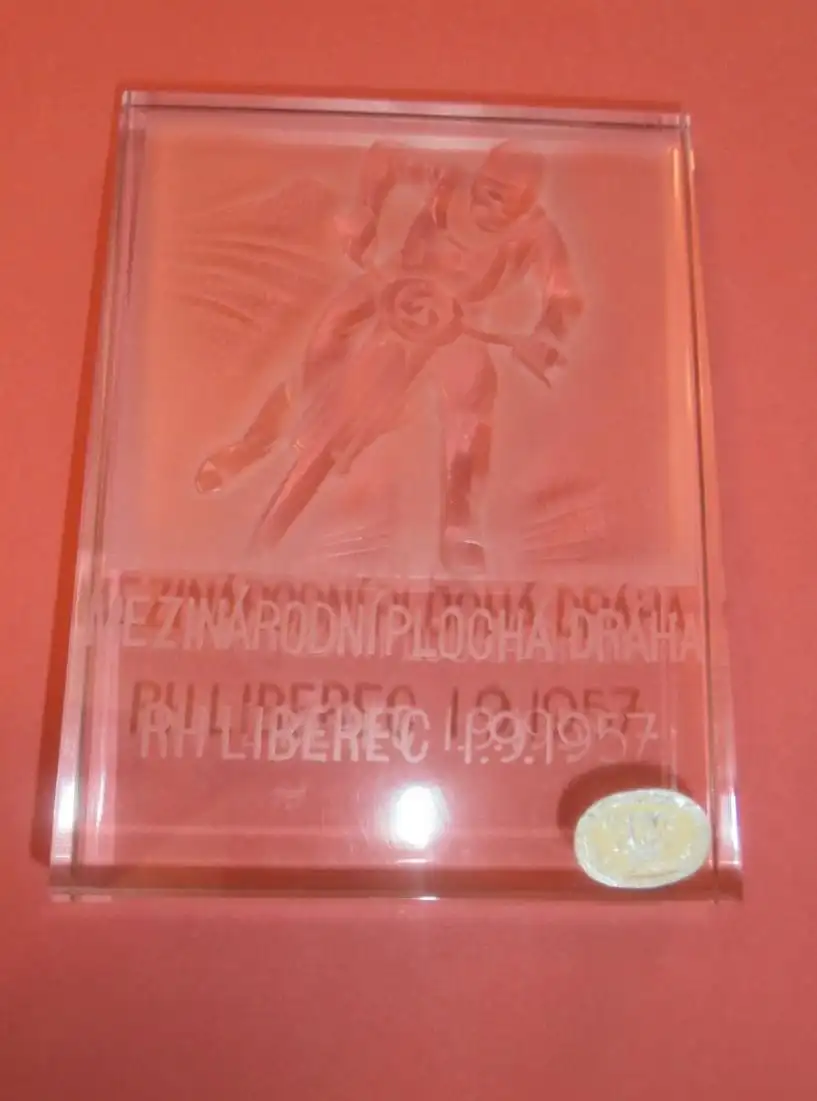 MEZINÁRODNÍ PLOCHÁ DRÁHA
RH LIBEREC 1.9.1957